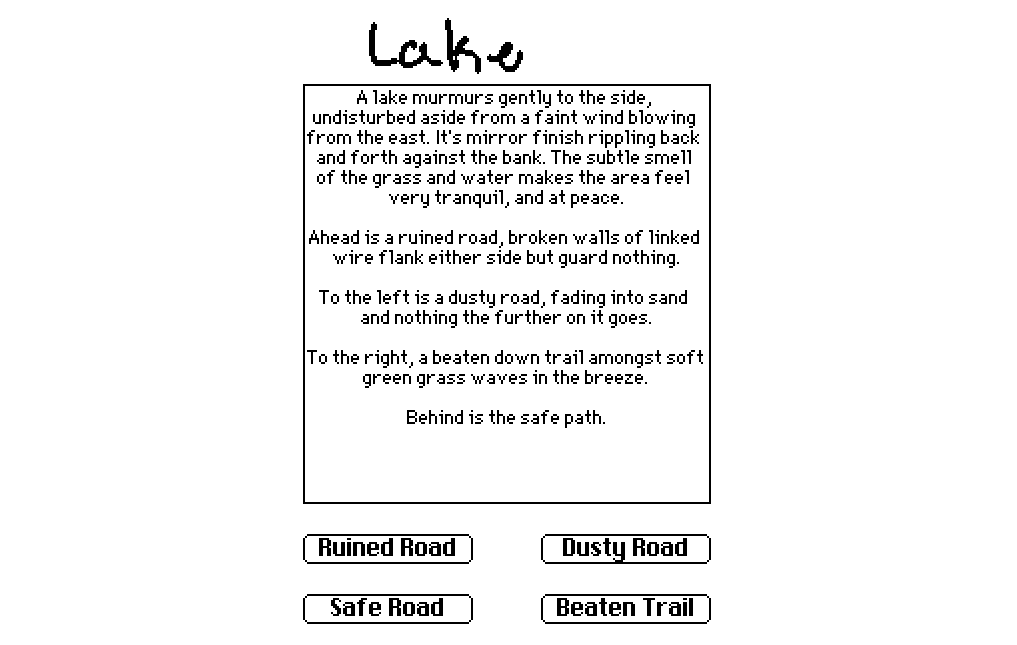 Lake
A lake murmurs gently to the side,
undisturbed aside from a faint wind blowing
from the east. It's mirror finish rippling back
and forth against the bank. The subtle smell
of the grass and water makes the area feel
very tranquil, and at peace.
Ahead is a ruined road, broken walls of linked
wire flank either side but guard nothing.
To the left is a dusty road, fading into sand
and nothing the further on it goes.
To the right, a beaten down trail amongst soft
green grass waves in the breeze.
Behind is the safe path.
Ruined Road
Dusty Road
Safe Road
Beaten Trail